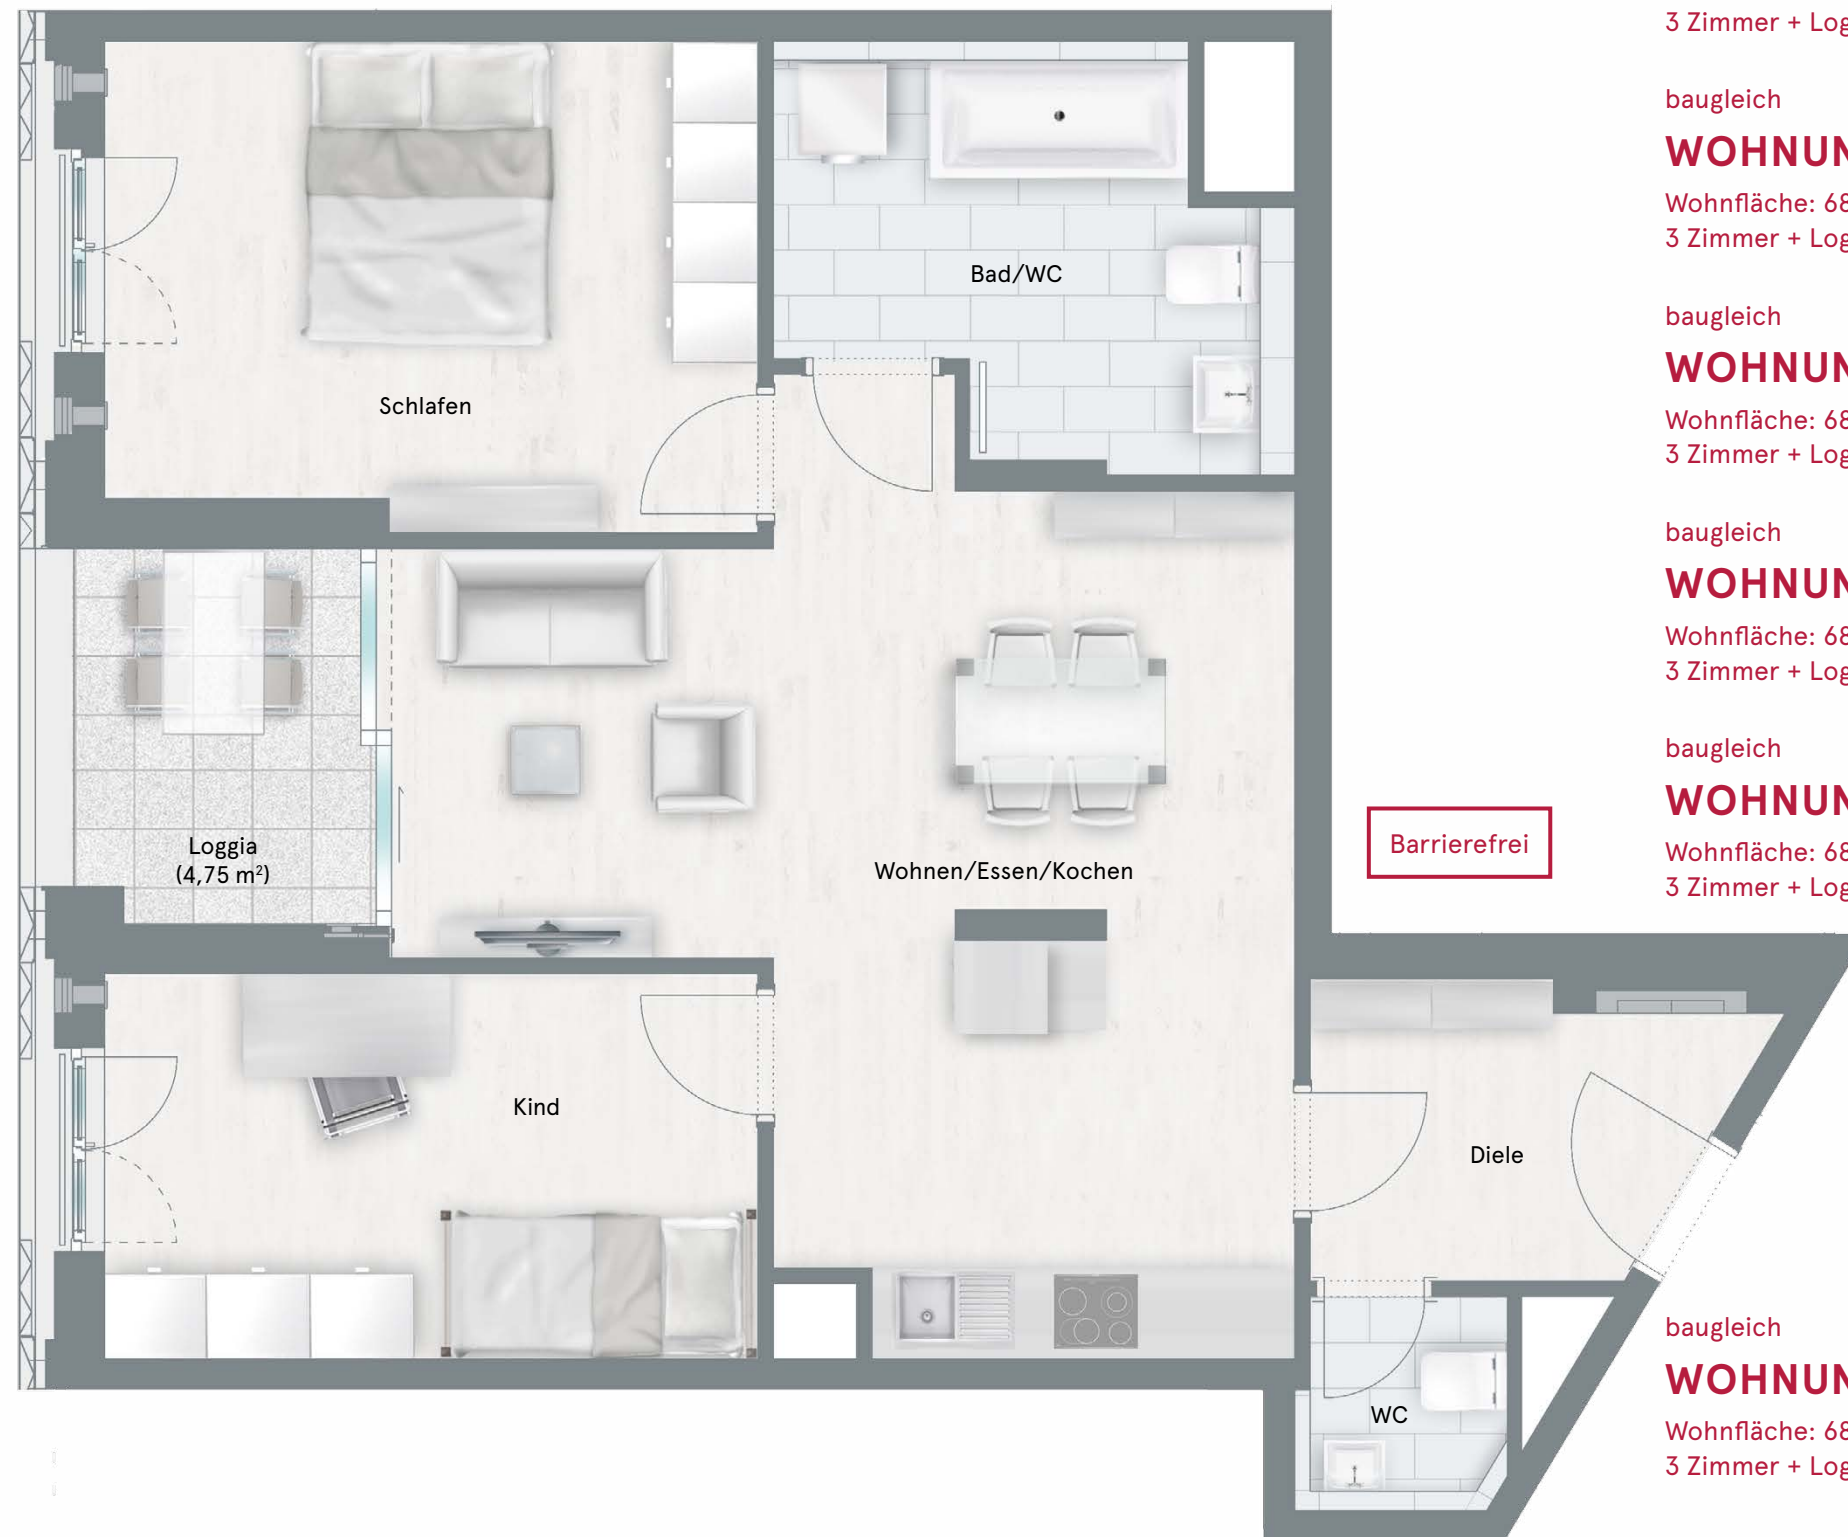 Schlafen
Bad/WC
Loggia
(4,75 m²)
Wohnen/Essen/Kochen
Kind
Diele
WC
Barrierefrei
3 Zimmer + Log
baugleich
WOHNUN
Wohnfläche: 68
3 Zimmer + Log
baugleich
WOHNUN
Wohnfläche: 68
3 Zimmer + Log
baugleich
WOHNUN
Wohnfläche: 68
3 Zimmer + Log
baugleich
WOHNUN
Wohnfläche: 68
3 Zimmer + Log
baugleich
WOHNUN
Wohnfläche: 68
3 Zimmer + Log